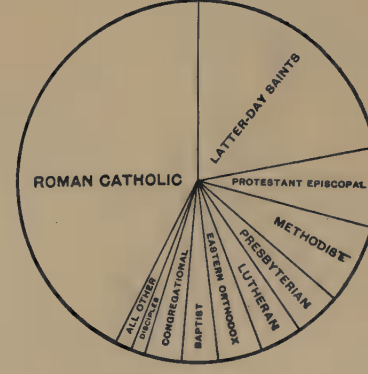 LATTER-DAY SAINTS
PROTESTANT EPISCOPAL
METHODIST
PRESBYTERIAN
LUTHERAN
EASTERN ORTHODOX
BAPTIST
CONGREGATIONAL
DISCIPLES
ALL OTHER
ROMAN CATHOLIC